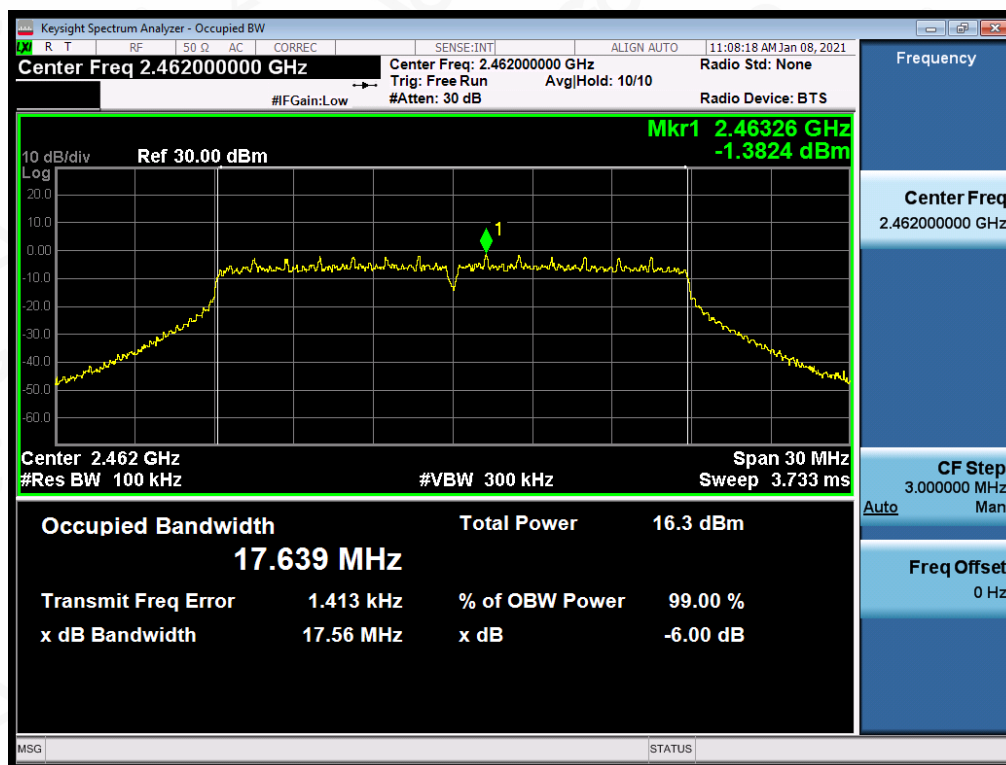 Keysight Spectrum Analyzer - Occupied BW
LXI R T RF 50 Ω AC CORREC SENSE:INT ALIGN AUTO 11:08:18 AM Jan 08, 2021
Center Freq 2.462000000 GHz
Center Freq: 2.462000000 GHz
Radio Std: None
Trig: Free Run Avg|Hold: 10/10
#IFGain:Low
#Atten: 30 dB
Radio Device: BTS
Mkr1 2.46326 GHz
-1.3824 dBm
10 dB/div Ref 30.00 dBm
Log
20.0
10.0
0.00
-10.0
-20.0
-30.0
-40.0
-50.0
-60.0
1
Center 2.462 GHz Span 30 MHz
#Res BW 100 kHz #VBW 300 kHz Sweep 3.733 ms
Occupied Bandwidth Total Power 16.3 dBm
17.639 MHz
Transmit Freq Error 1.413 kHz % of OBW Power 99.00 %
x dB Bandwidth 17.56 MHz x dB -6.00 dB
MSG STATUS
Frequency
Center Freq
2.462000000 GHz
CF Step
3.000000 MHz
Auto Man
Freq Offset
0 Hz